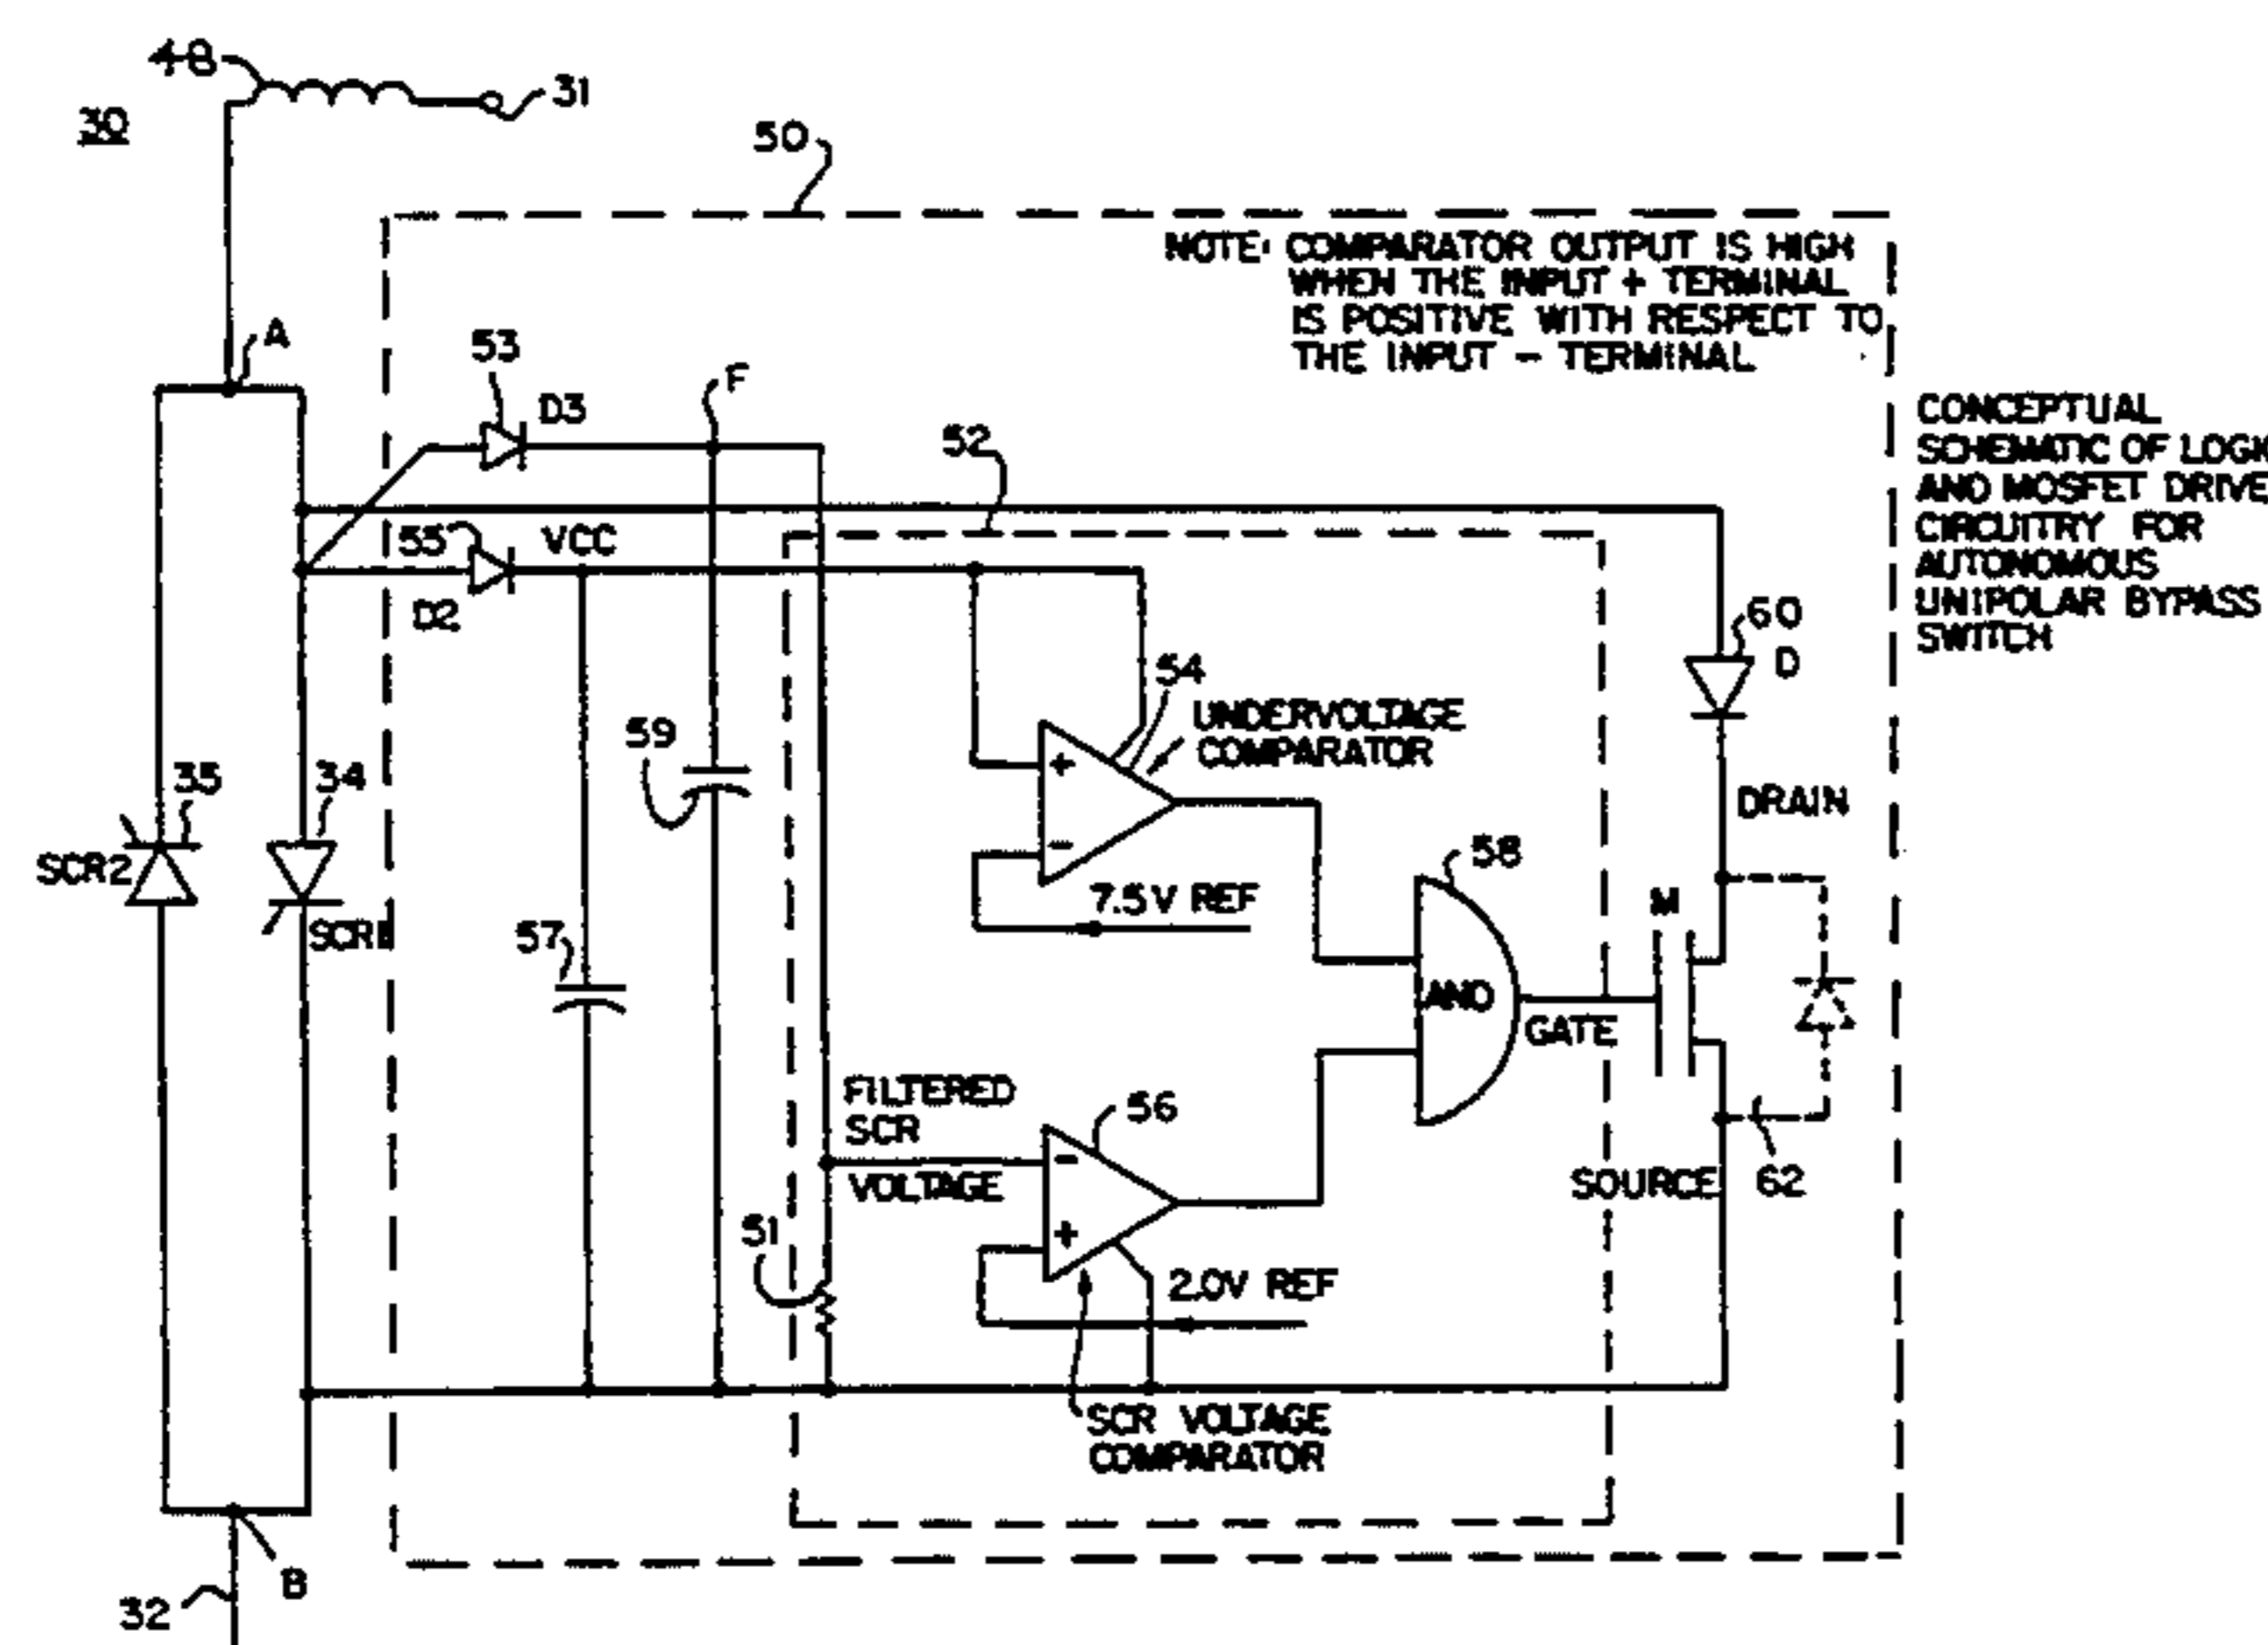 48
31
30
50
NOTE: COMPARATOR OUTPUT IS HIGH
WHEN THE INPUT + TERMINAL
IS POSITIVE WITH RESPECT TO
THE INPUT - TERMINAL
A
53
D3
F
52
CONCEPTUAL
SCHEMATIC OF LOGIC
AND MOSFET DRIVE
CIRCUITRY FOR
AUTONOMOUS
UNIPOLAR BYPASS
SWITCH
55
VCC
D2
60
D
54
UNDERVOLTAGE
COMPARATOR
59
35
34
SCR2
SCR1
+
-
7.5V REF
DRAIN
58
M
57
AND
GATE
FILTERED
SCR
VOLTAGE
56
-
+
SOURCE
62
51
2.0V REF
SCR VOLTAGE
COMPARATOR
B
32